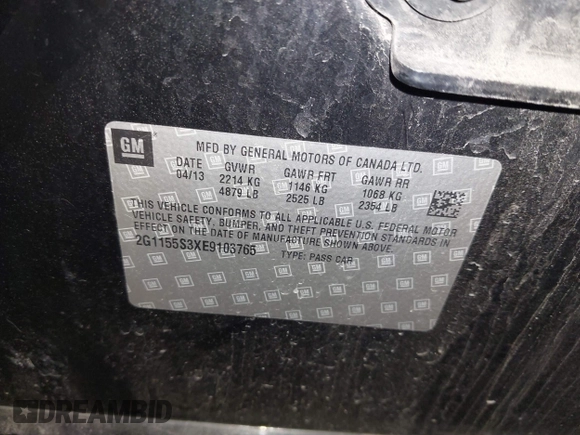 GM
MFD BY GENERAL MOTORS OF CANADA LTD.
DATE GVWR GAWR FRT GAWR RR
04/13 2214 KG 1146 KG 1068 KG
4879 LB 2525 LB 2354 LB
THIS VEHICLE CONFORMS TO ALL APPLICABLE U.S. FEDERAL MOTOR
VEHICLE SAFETY, BUMPER, AND THEFT PREVENTION STANDARDS IN
EFFECT ON THE DATE OF MANUFACTURE SHOWN ABOVE.
2G1155S3XE9103765 TYPE: PASS CAR
DREAMBID